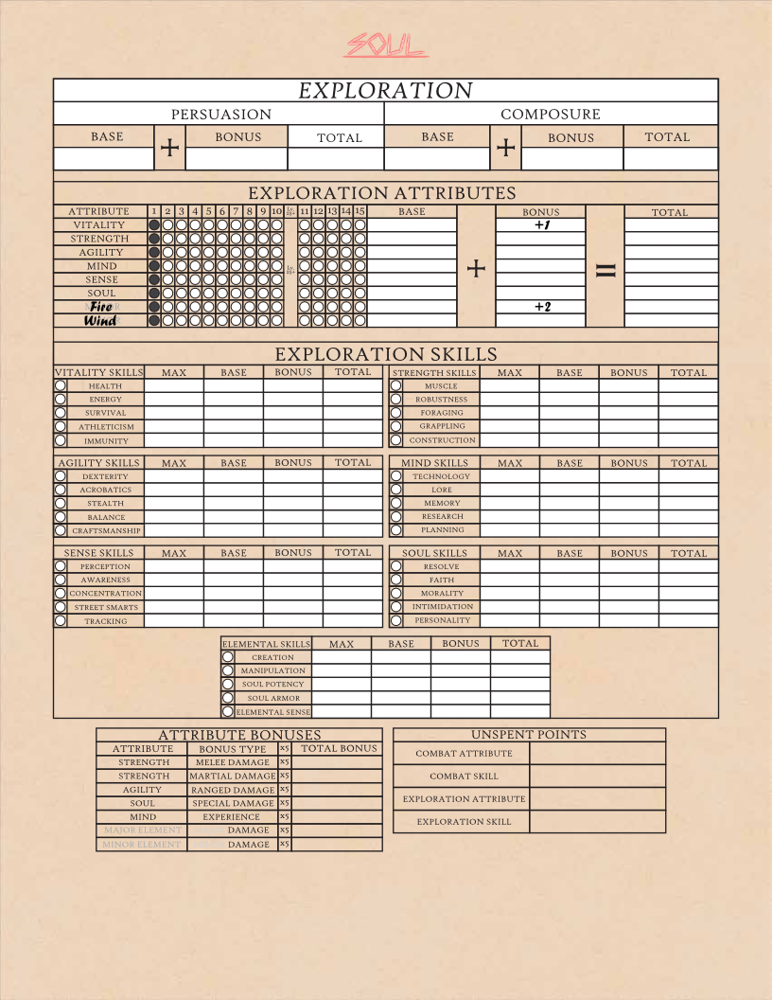 SOUL
EXPLORATION
PERSUASION COMPOSURE
BASE + BONUS TOTAL BASE + BONUS TOTAL
EXPLORATION ATTRIBUTES
ATTRIBUTE 1 2 3 4 5 6 7 8 9 10 11 12 13 14 15 BASE BONUS TOTAL
VITALITY +1
STRENGTH
AGILITY
MIND + =
SENSE
SOUL
Fire +2
Wind
EXPLORATION SKILLS
VITALITY SKILLS MAX BASE BONUS TOTAL STRENGTH SKILLS MAX BASE BONUS TOTAL
HEALTH MUSCLE
ENERGY ROBUSTNESS
SURVIVAL FORAGING
ATHLETICISM GRAPPLING
IMMUNITY CONSTRUCTION
AGILITY SKILLS MAX BASE BONUS TOTAL MIND SKILLS MAX BASE BONUS TOTAL
DEXTERITY TECHNOLOGY
ACROBATICS LORE
STEALTH MEMORY
BALANCE RESEARCH
CRAFTSMANSHIP PLANNING
SENSE SKILLS MAX BASE BONUS TOTAL SOUL SKILLS MAX BASE BONUS TOTAL
PERCEPTION RESOLVE
AWARENESS FAITH
CONCENTRATION MORALITY
STREET SMARTS INTIMIDATION
TRACKING PERSONALITY
ELEMENTAL SKILLS MAX BASE BONUS TOTAL
CREATION
MANIPULATION
SOUL POTENCY
SOUL ARMOR
ELEMENTAL SENSE
ATTRIBUTE BONUSES UNSPENT POINTS
ATTRIBUTE BONUS TYPE x5 TOTAL BONUS COMBAT ATTRIBUTE
STRENGTH MELEE DAMAGE x5
STRENGTH MARTIAL DAMAGE x5 COMBAT SKILL
AGILITY RANGED DAMAGE x5
SOUL SPECIAL DAMAGE x5 EXPLORATION ATTRIBUTE
MIND EXPERIENCE x5 EXPLORATION SKILL
MAJOR ELEMENT DAMAGE x5
MINOR ELEMENT DAMAGE x5